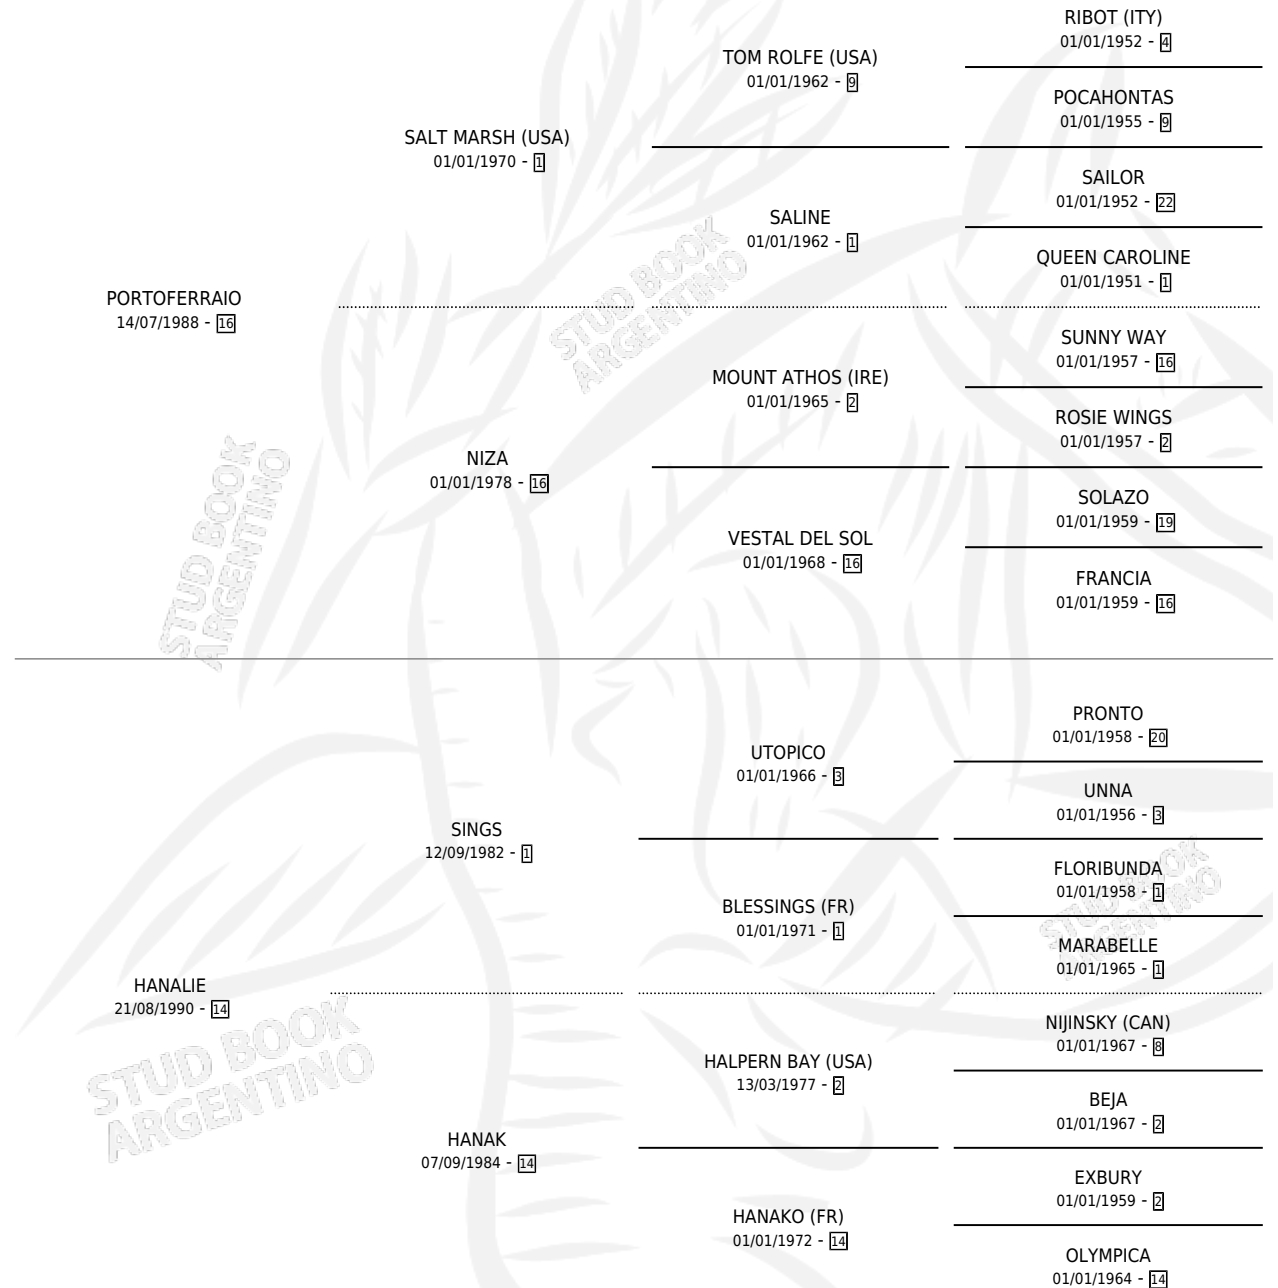 RIBOT (ITY)
01/01/1952 - 4
TOM ROLFE (USA)
01/01/1962 - 9
POCAHONTAS
01/01/1955 - 9
SALT MARSH (USA)
01/01/1970 - 1
SAILOR
01/01/1952 - 22
SALINE
01/01/1962 - 1
QUEEN CAROLINE
01/01/1951 - 1
PORTOFERRAIO
14/07/1988 - 16
SUNNY WAY
01/01/1957 - 16
MOUNT ATHOS (IRE)
01/01/1965 - 2
ROSIE WINGS
01/01/1957 - 2
NIZA
01/01/1978 - 16
SOLAZO
01/01/1959 - 19
VESTAL DEL SOL
01/01/1968 - 16
FRANCIA
01/01/1959 - 16
STUD BOOK
ARGENTINO
STUD BOOK
ARGENTINO
PRONTO
01/01/1958 - 20
UTOPICO
01/01/1966 - 3
UNNA
01/01/1956 - 3
SINGS
12/09/1982 - 1
FLORIBUNDA
01/01/1958 - 1
BLESSINGS (FR)
01/01/1971 - 1
MARABELLE
01/01/1965 - 1
HANALIE
21/08/1990 - 14
NIJINSKY (CAN)
01/01/1967 - 8
HALPERN BAY (USA)
13/03/1977 - 2
BEJA
01/01/1967 - 2
HANAK
07/09/1984 - 14
EXBURY
01/01/1959 - 2
HANAKO (FR)
01/01/1972 - 14
OLYMPICA
01/01/1964 - 14
STUD BOOK
ARGENTINO
STUD BOOK
ARGENTINO